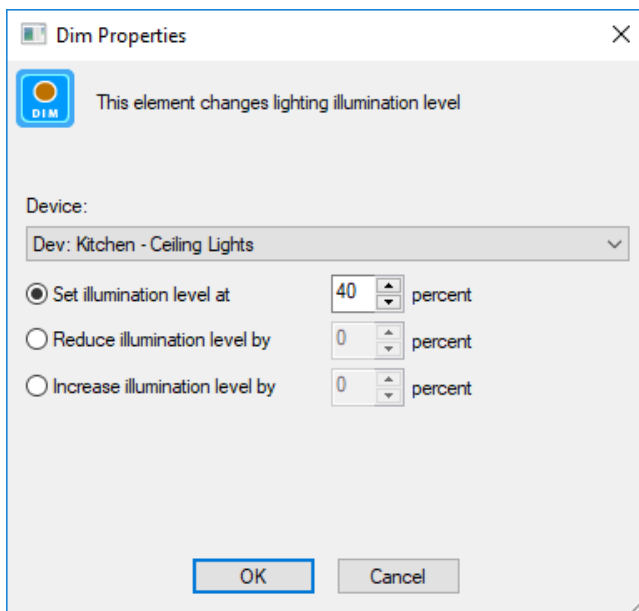 Dim Properties
DIM
This element changes lighting illumination level
Device:
Dev: Kitchen - Ceiling Lights
Set illumination level at 40 percent
Reduce illumination level by 0 percent
Increase illumination level by 0 percent
OK Cancel